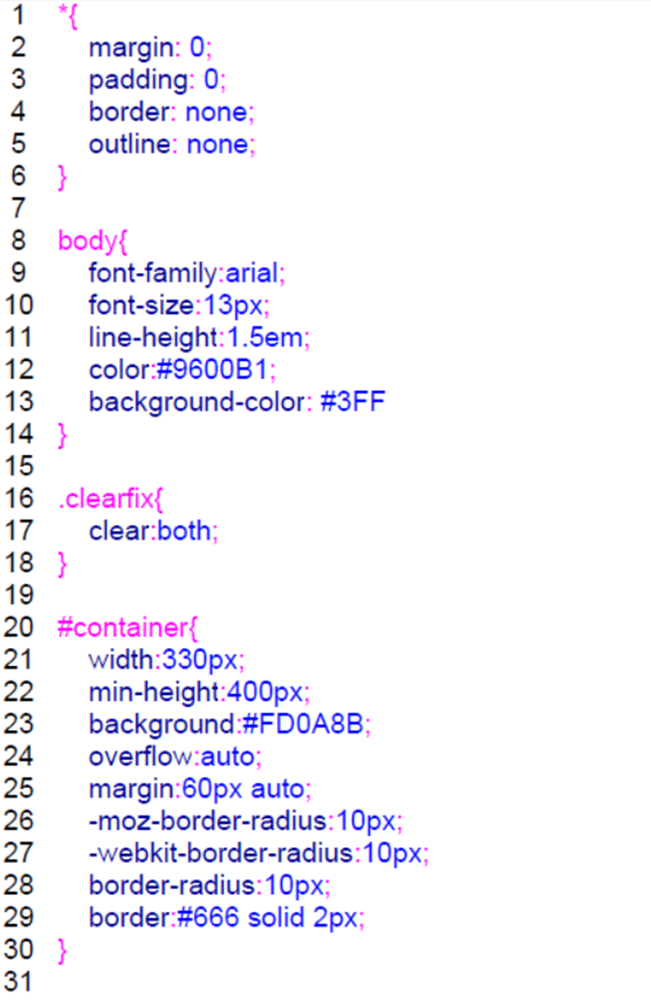 1 *{
2 margin: 0;
3 padding: 0;
4 border: none;
5 outline: none;
6 }
7
8 body{
9 font-family:arial;
10 font-size:13px;
11 line-height:1.5em;
12 color:#9600B1;
13 background-color: #3FF
14 }
15
16 .clearfix{
17 clear:both;
18 }
19
20 #container{
21 width:330px;
22 min-height:400px;
23 background:#FD0A8B;
24 overflow:auto;
25 margin:60px auto;
26 -moz-border-radius:10px;
27 -webkit-border-radius:10px;
28 border-radius:10px;
29 border:#666 solid 2px;
30 }
31